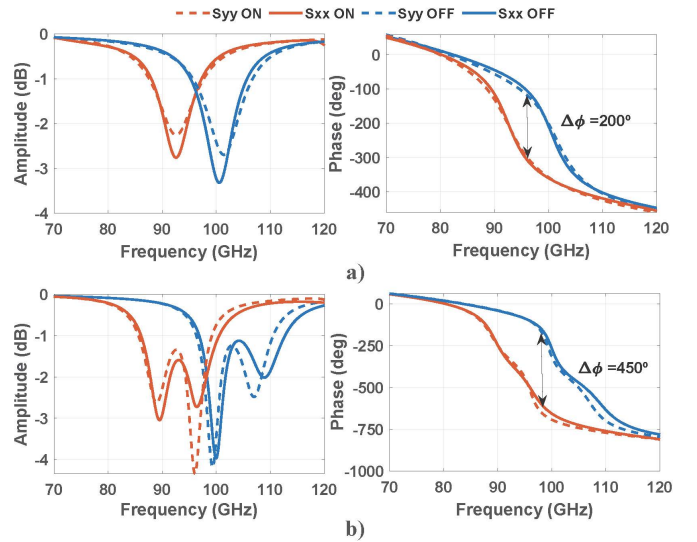 Syy ON Sxx ON Syy OFF Sxx OFF
0
-1
-2
-3
-4
70 80 90 100 110 120
Amplitude (dB)
Frequency (GHz)
0
-100
-200
-300
-400
70 80 90 100 110 120
Phase (deg)
Frequency (GHz)
Δϕ =200º
a)
0
-1
-2
-3
-4
70 80 90 100 110 120
Amplitude (dB)
Frequency (GHz)
0
-250
-500
-750
-1000
70 80 90 100 110 120
Phase (deg)
Frequency (GHz)
Δϕ =450º
b)